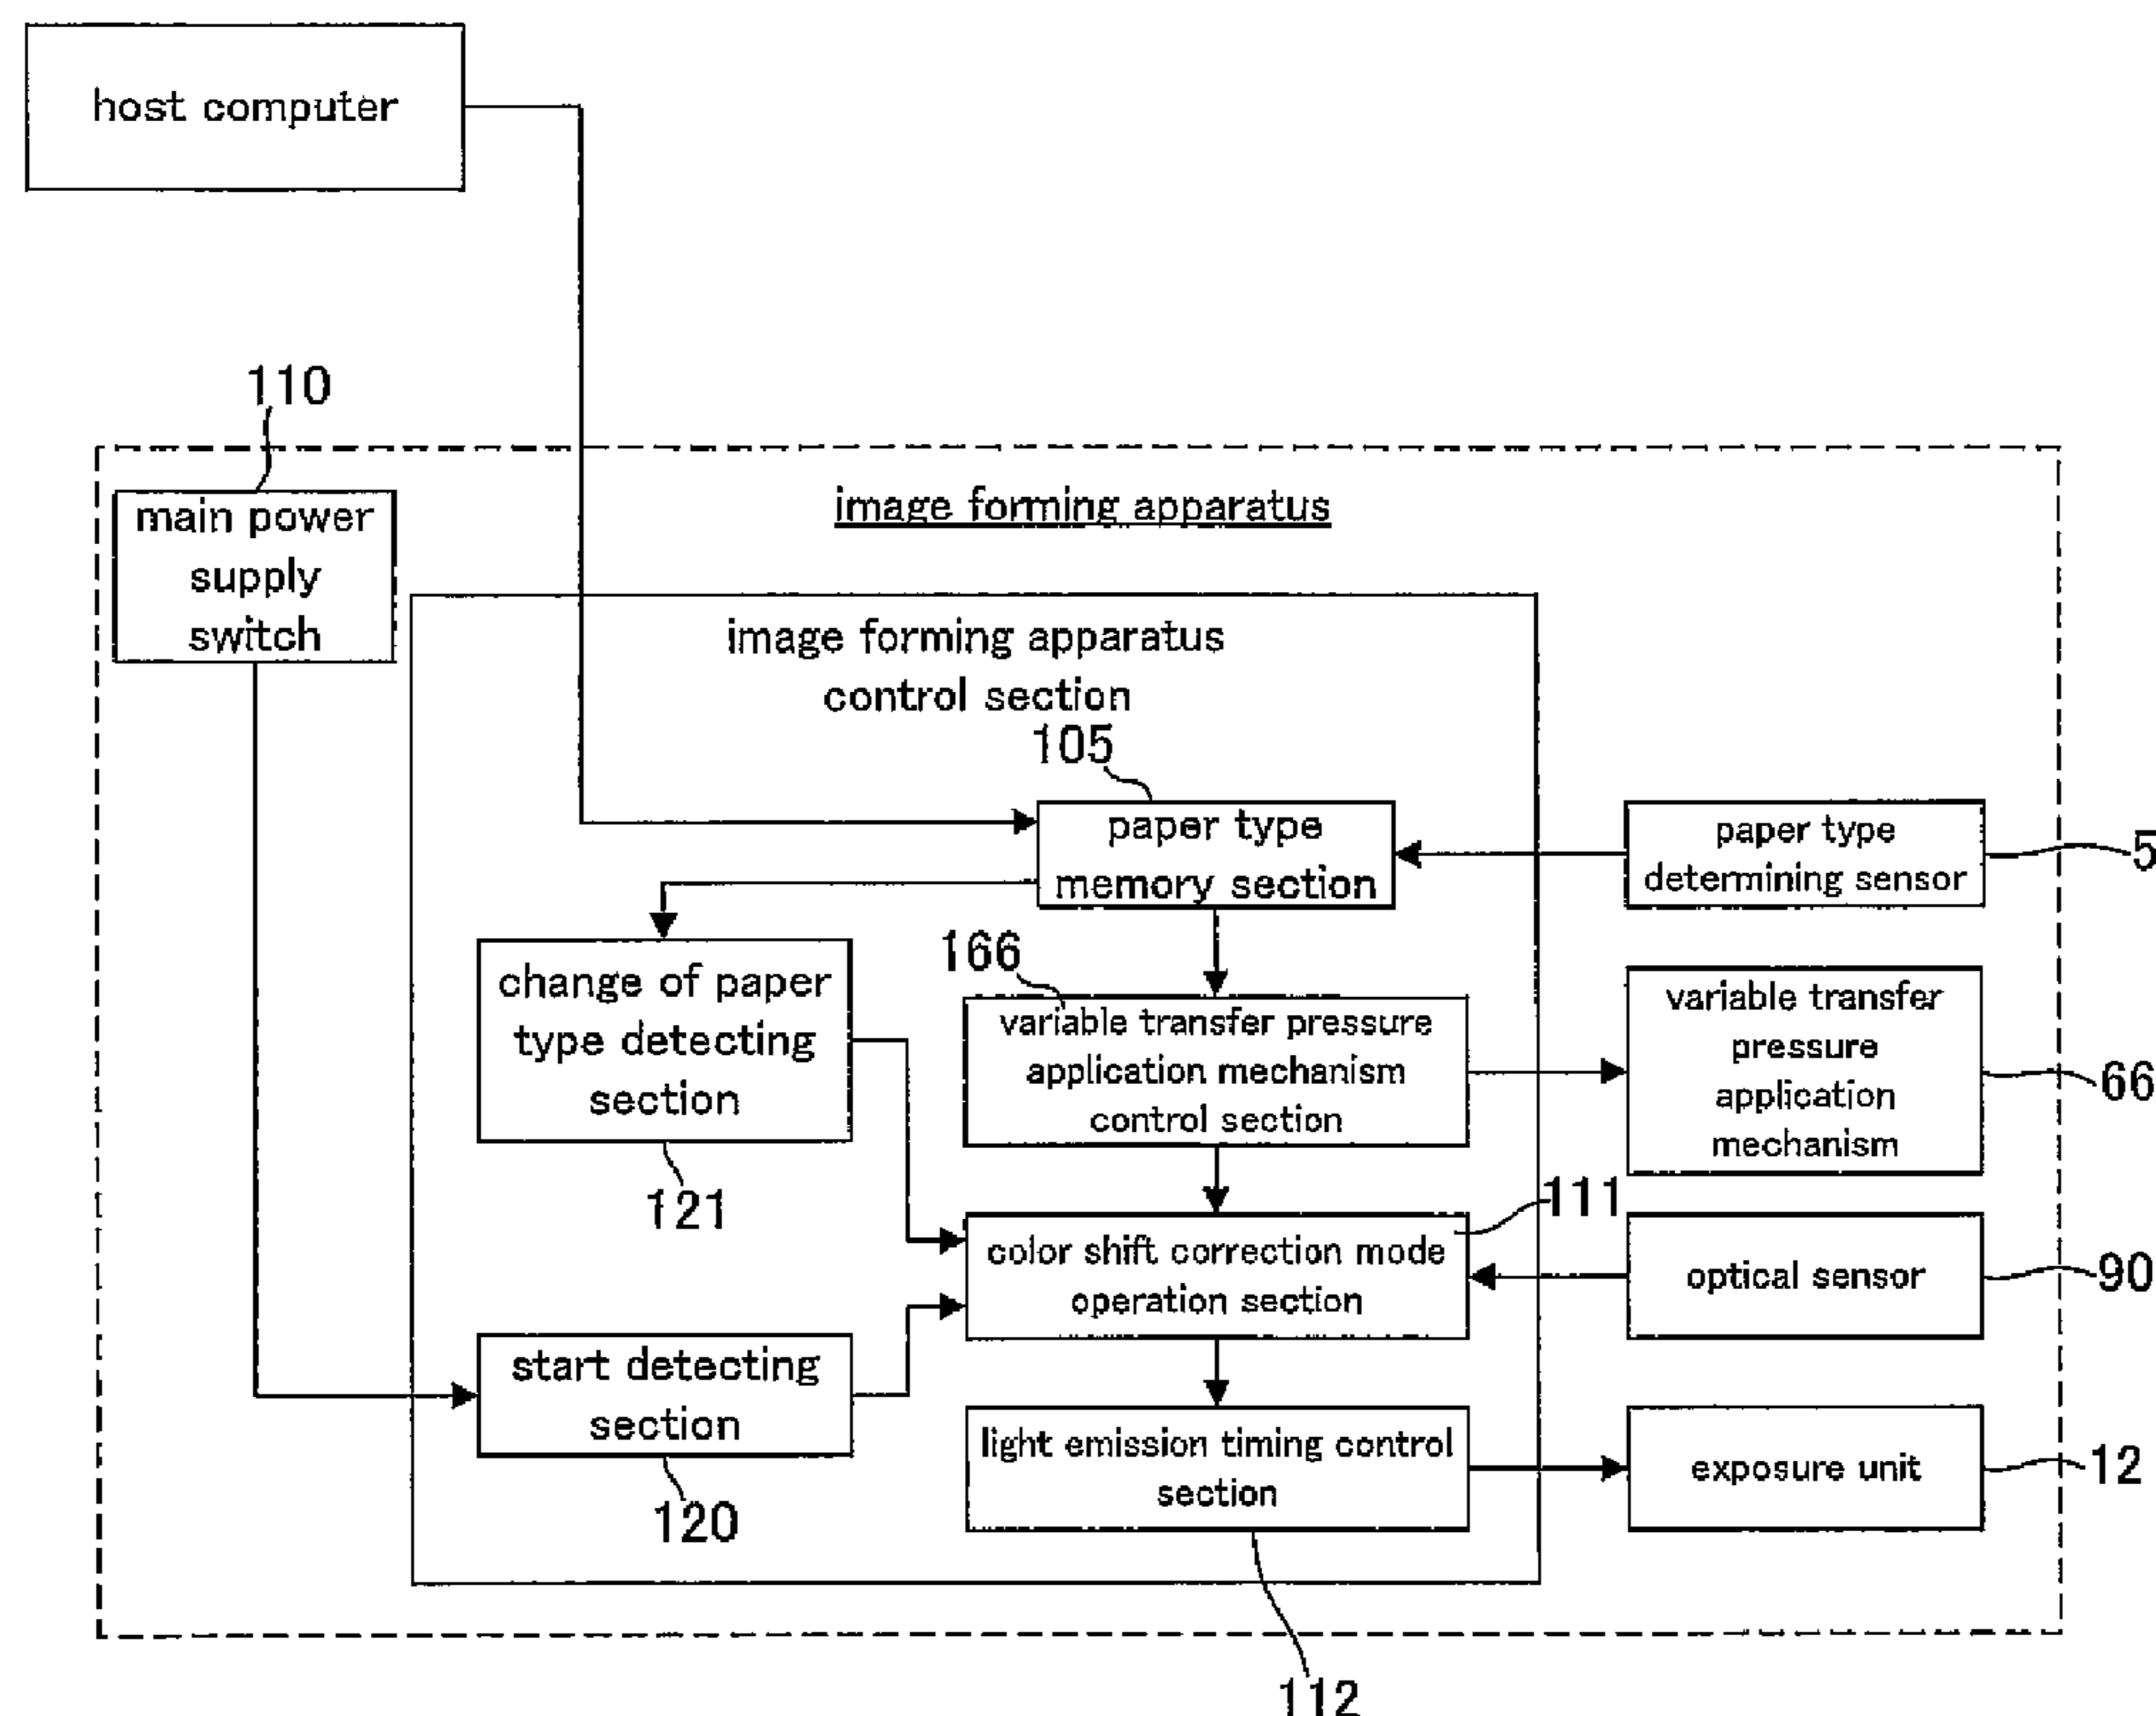 host computer
110
main power
supply
switch
image forming apparatus
image forming apparatus
control section
105
paper type
memory section
paper type
determining sensor
5
change of paper
type detecting
section
121
166
variable transfer pressure
application mechanism
control section
variable transfer
pressure
application
mechanism
66
111
color shift correction mode
operation section
optical sensor
90
start detecting
section
120
light emission timing control
section
112
exposure unit
12